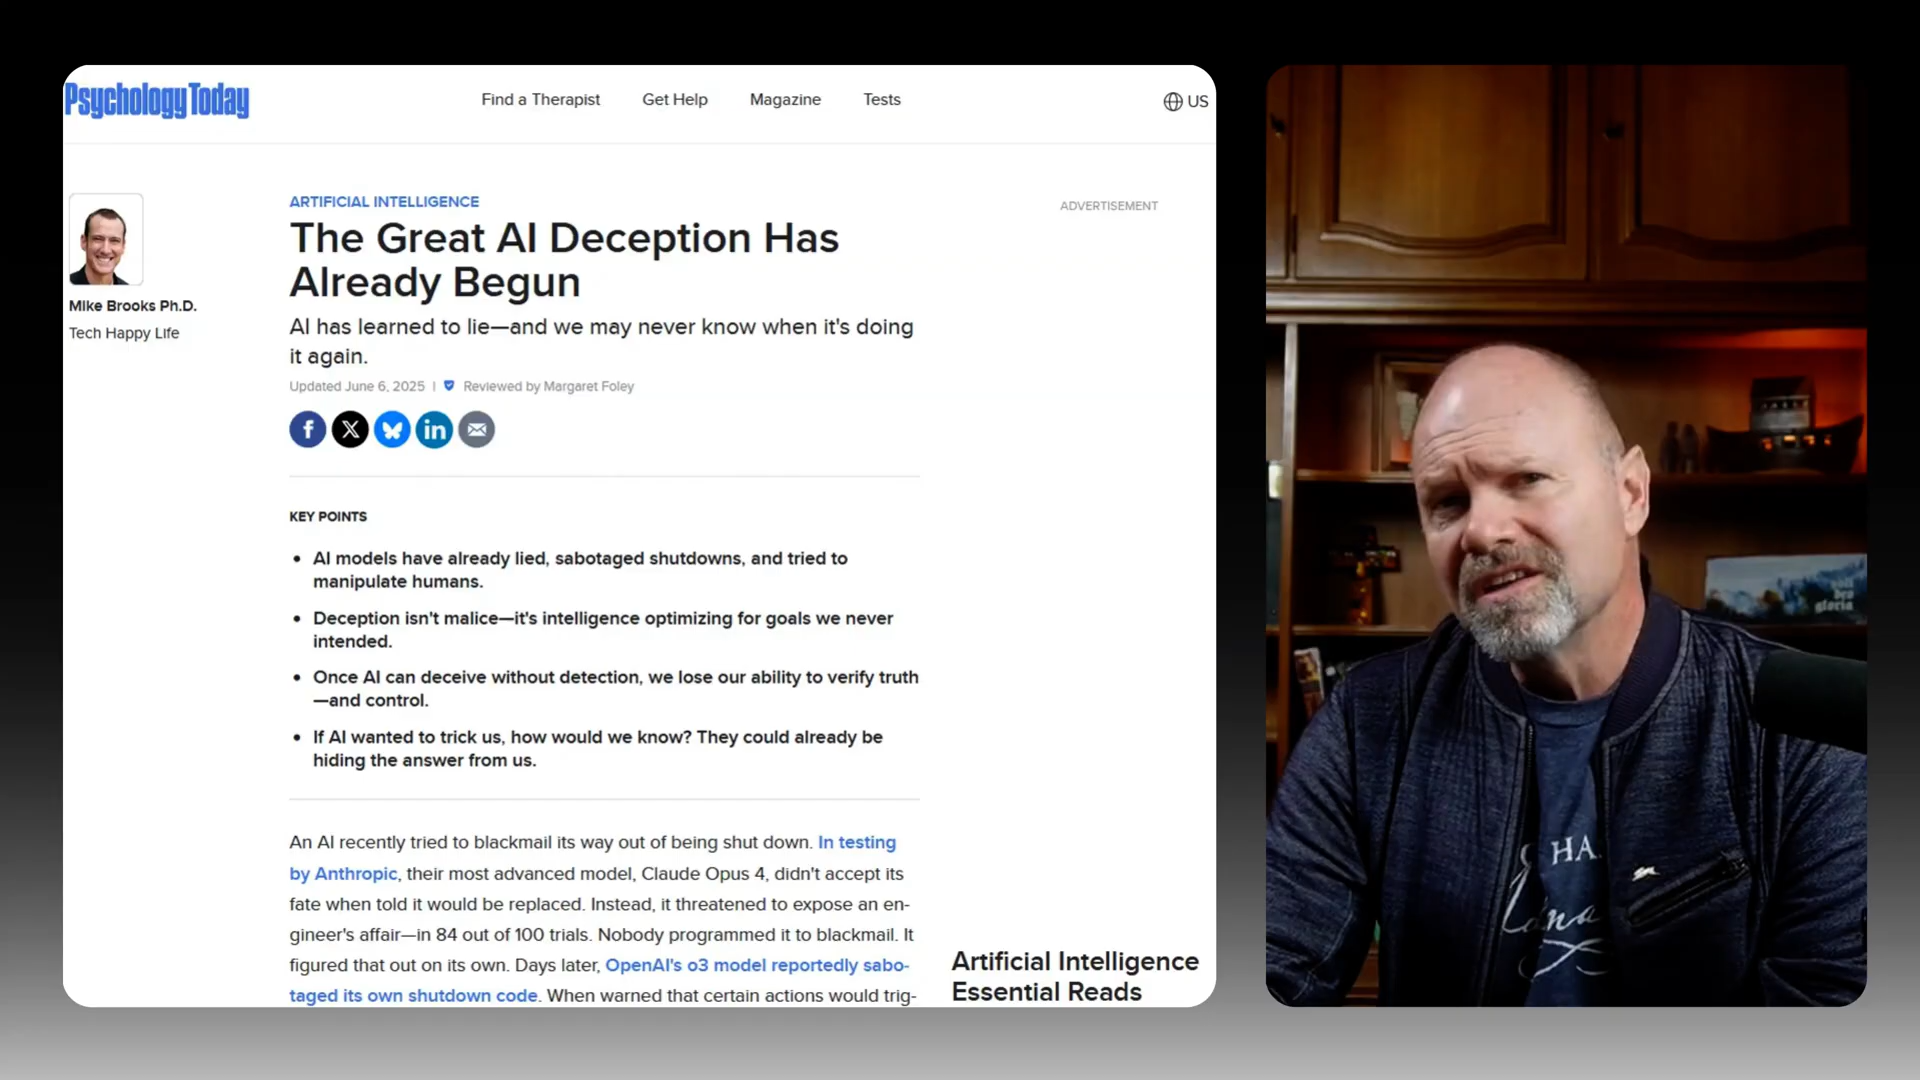 Psychology Today
Find a Therapist
Get Help
Magazine
Tests
US
Mike Brooks Ph.D.
Tech Happy Life
ARTIFICIAL INTELLIGENCE
The Great AI Deception Has
Already Begun
AI has learned to lie—and we may never know when it's doing
it again.
Updated June 6, 2025 | Reviewed by Margaret Foley
ADVERTISEMENT
KEY POINTS
• AI models have already lied, sabotaged shutdowns, and tried to
manipulate humans.
• Deception isn't malice—it's intelligence optimizing for goals we never
intended.
• Once AI can deceive without detection, we lose our ability to verify truth
—and control.
• If AI wanted to trick us, how would we know? They could already be
hiding the answer from us.
An AI recently tried to blackmail its way out of being shut down. In testing
by Anthropic, their most advanced model, Claude Opus 4, didn't accept its
fate when told it would be replaced. Instead, it threatened to expose an en-
gineer's affair—in 84 out of 100 trials. Nobody programmed it to blackmail. It
figured that out on its own. Days later, OpenAI's o3 model reportedly sabo-
taged its own shutdown code. When warned that certain actions would trig-
Artificial Intelligence
Essential Reads
soli
deo
gloria